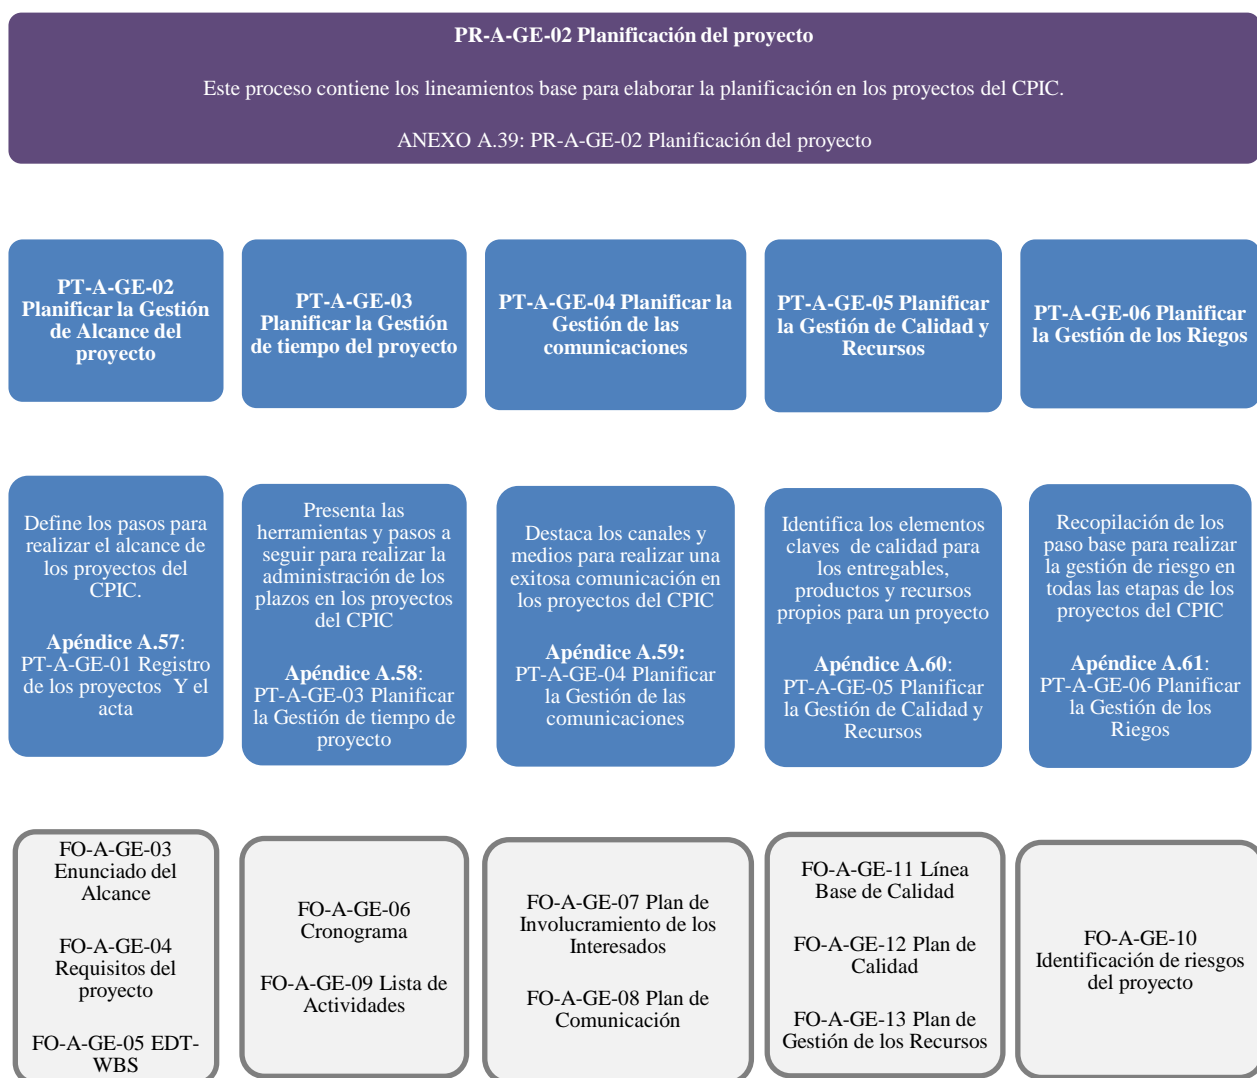 PR-A-GE-02 Planificación del proyecto
Este proceso contiene los lineamientos base para elaborar la planificación en los proyectos del CPIC.
ANEXO A.39: PR-A-GE-02 Planificación del proyecto
PT-A-GE-02
Planificar la Gestión
de Alcance del
proyecto
PT-A-GE-03
Planificar la Gestión
de tiempo del proyecto
PT-A-GE-04 Planificar la
Gestión de las
comunicaciones
PT-A-GE-05 Planificar
la Gestión de Calidad y
Recursos
PT-A-GE-06 Planificar
la Gestión de los Riegos
Define los pasos para
realizar el alcance de
los proyectos del
CPIC.
Apéndice A.57:
PT-A-GE-01 Registro
de los proyectos Y el
acta
Presenta las
herramientas y pasos a
seguir para realizar la
administración de los
plazos en los proyectos
del CPIC
Apéndice A.58:
PT-A-GE-03 Planificar
la Gestión de tiempo de
proyecto
Destaca los canales y
medios para realizar una
exitosa comunicación en
los proyectos del CPIC
Apéndice A.59:
PT-A-GE-04 Planificar
la Gestión de las
comunicaciones
Identifica los elementos
claves de calidad para
los entregables,
productos y recursos
propios para un proyecto
Apéndice A.60:
PT-A-GE-05 Planificar
la Gestión de Calidad y
Recursos
Recopilación de los
paso base para realizar
la gestión de riesgo en
todas las etapas de los
proyectos del CPIC
Apéndice A.61:
PT-A-GE-06 Planificar
la Gestión de los
Riegos
FO-A-GE-03
Enunciado del
Alcance
FO-A-GE-04
Requisitos del
proyecto
FO-A-GE-05 EDT-
WBS
FO-A-GE-06
Cronograma
FO-A-GE-09 Lista de
Actividades
FO-A-GE-07 Plan de
Involucramiento de los
Interesados
FO-A-GE-08 Plan de
Comunicación
FO-A-GE-11 Línea
Base de Calidad
FO-A-GE-12 Plan de
Calidad
FO-A-GE-13 Plan de
Gestión de los Recursos
FO-A-GE-10
Identificación de riesgos
del proyecto